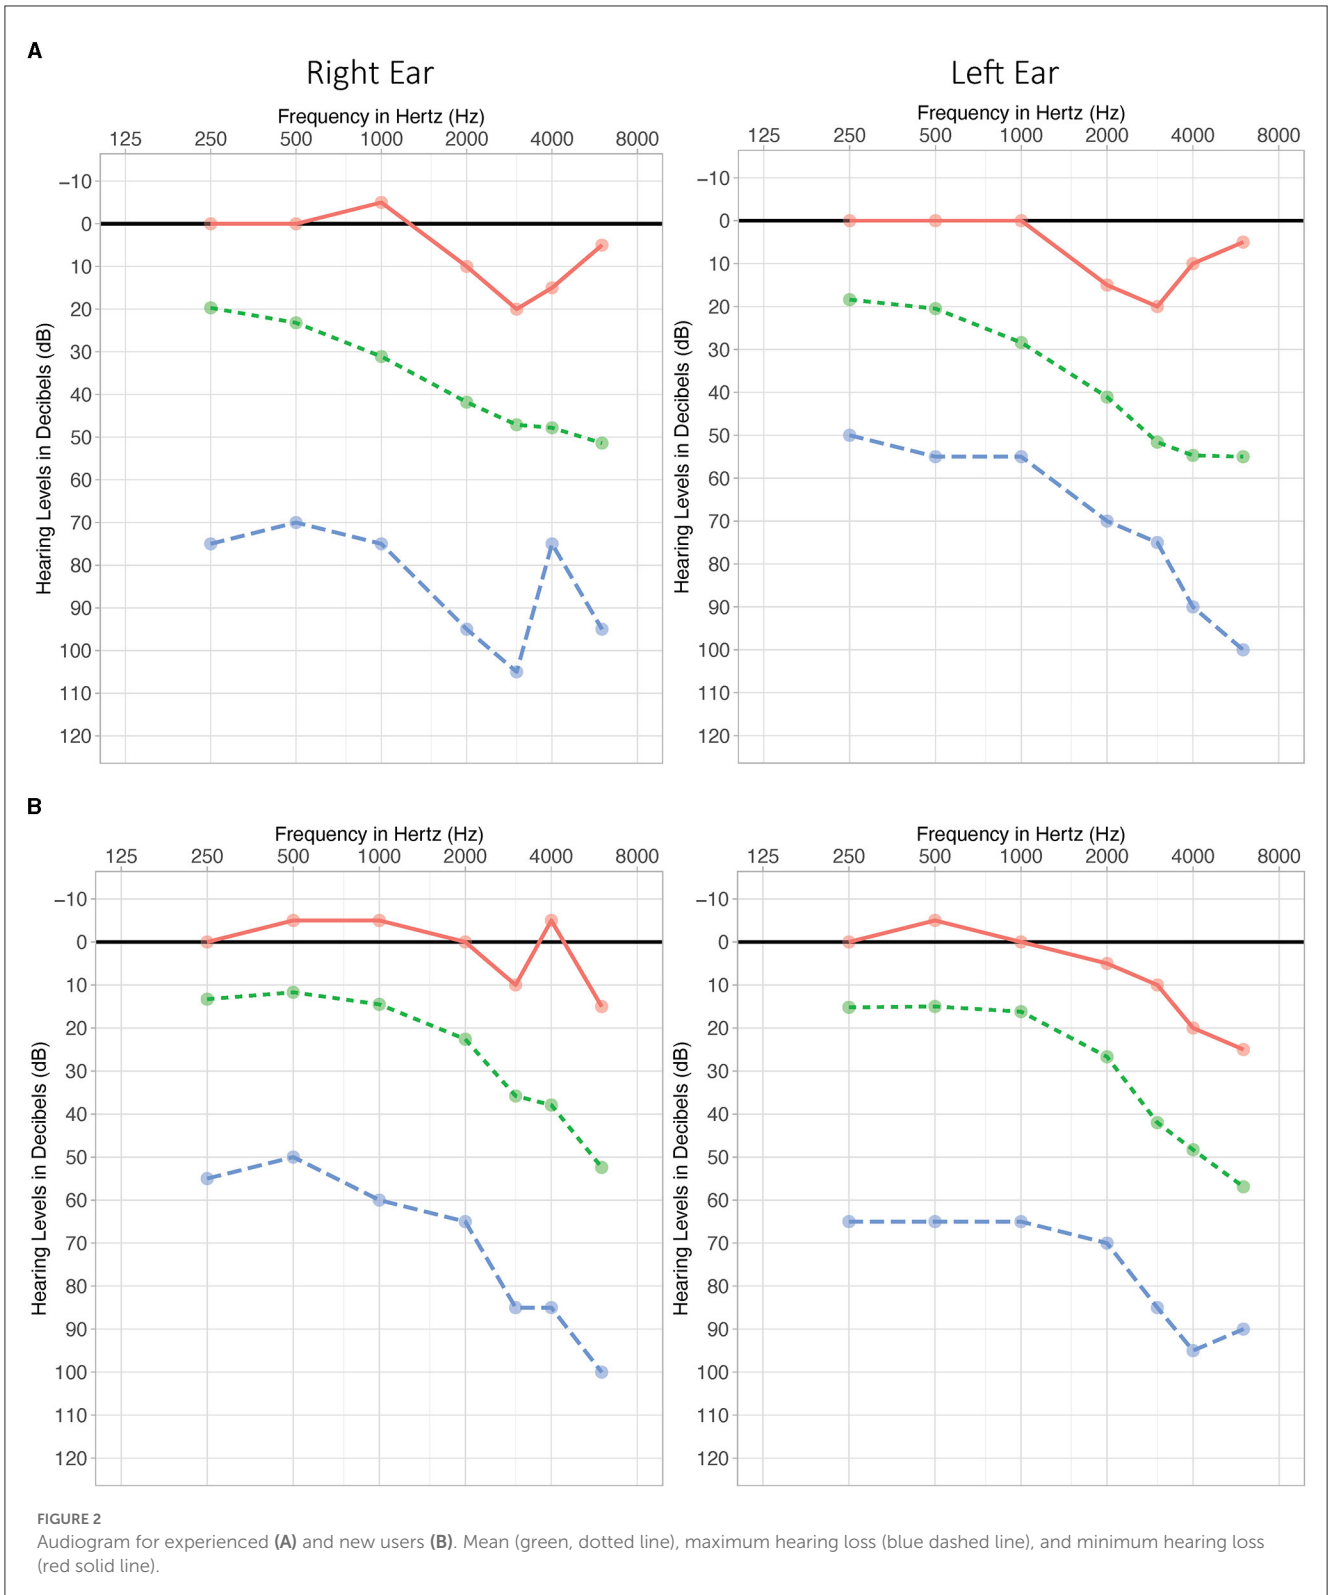 A
Right Ear
Left Ear
Frequency in Hertz (Hz)
Frequency in Hertz (Hz)
125 250 500 1000 2000 4000 8000
125 250 500 1000 2000 4000 8000
Hearing Levels in Decibels (dB)
−10
0
10
20
30
40
50
60
70
80
90
100
110
120
Hearing Levels in Decibels (dB)
−10
0
10
20
30
40
50
60
70
80
90
100
110
120
B
Frequency in Hertz (Hz)
Frequency in Hertz (Hz)
125 250 500 1000 2000 4000 8000
125 250 500 1000 2000 4000 8000
Hearing Levels in Decibels (dB)
−10
0
10
20
30
40
50
60
70
80
90
100
110
120
Hearing Levels in Decibels (dB)
−10
0
10
20
30
40
50
60
70
80
90
100
110
120
FIGURE 2
Audiogram for experienced (A) and new users (B). Mean (green, dotted line), maximum hearing loss (blue dashed line), and minimum hearing loss
(red solid line).